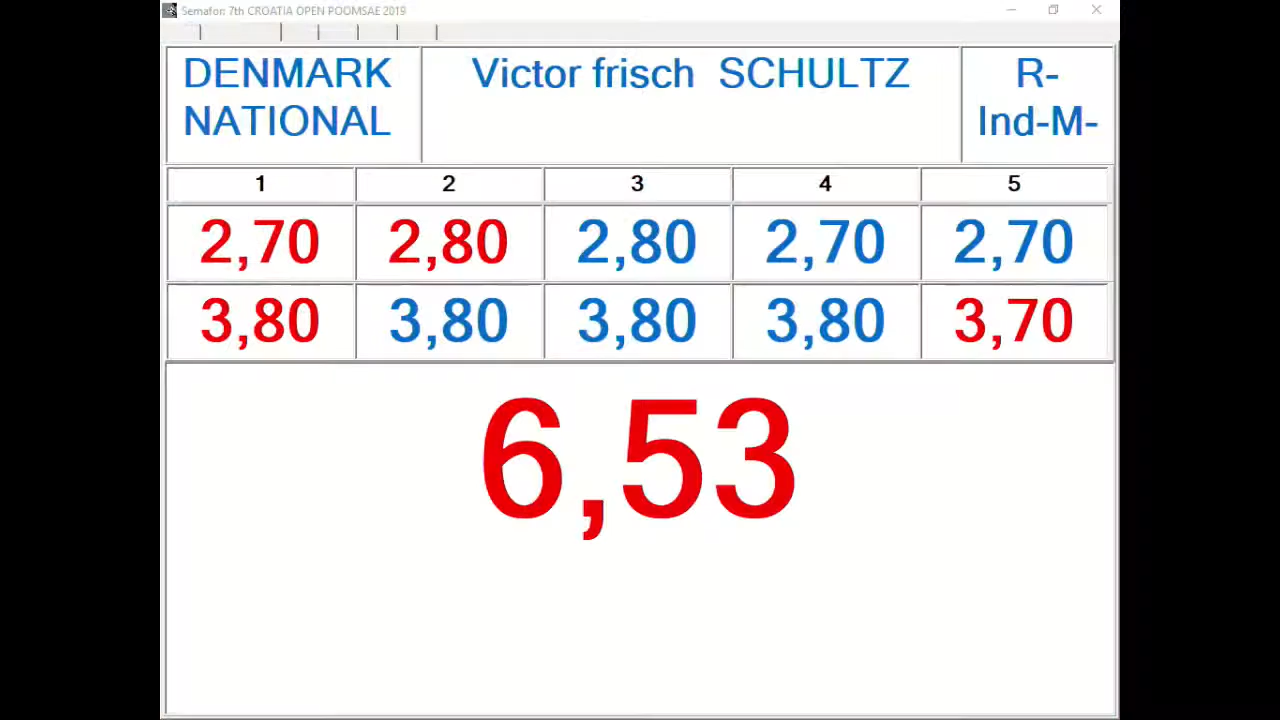 Semafor: 7th CROATIA OPEN POOMSAE 2019
DENMARK NATIONAL
Victor frisch SCHULTZ
R-Ind-M-
1 2 3 4 5
2,70 2,80 2,80 2,70 2,70
3,80 3,80 3,80 3,80 3,70
6,53